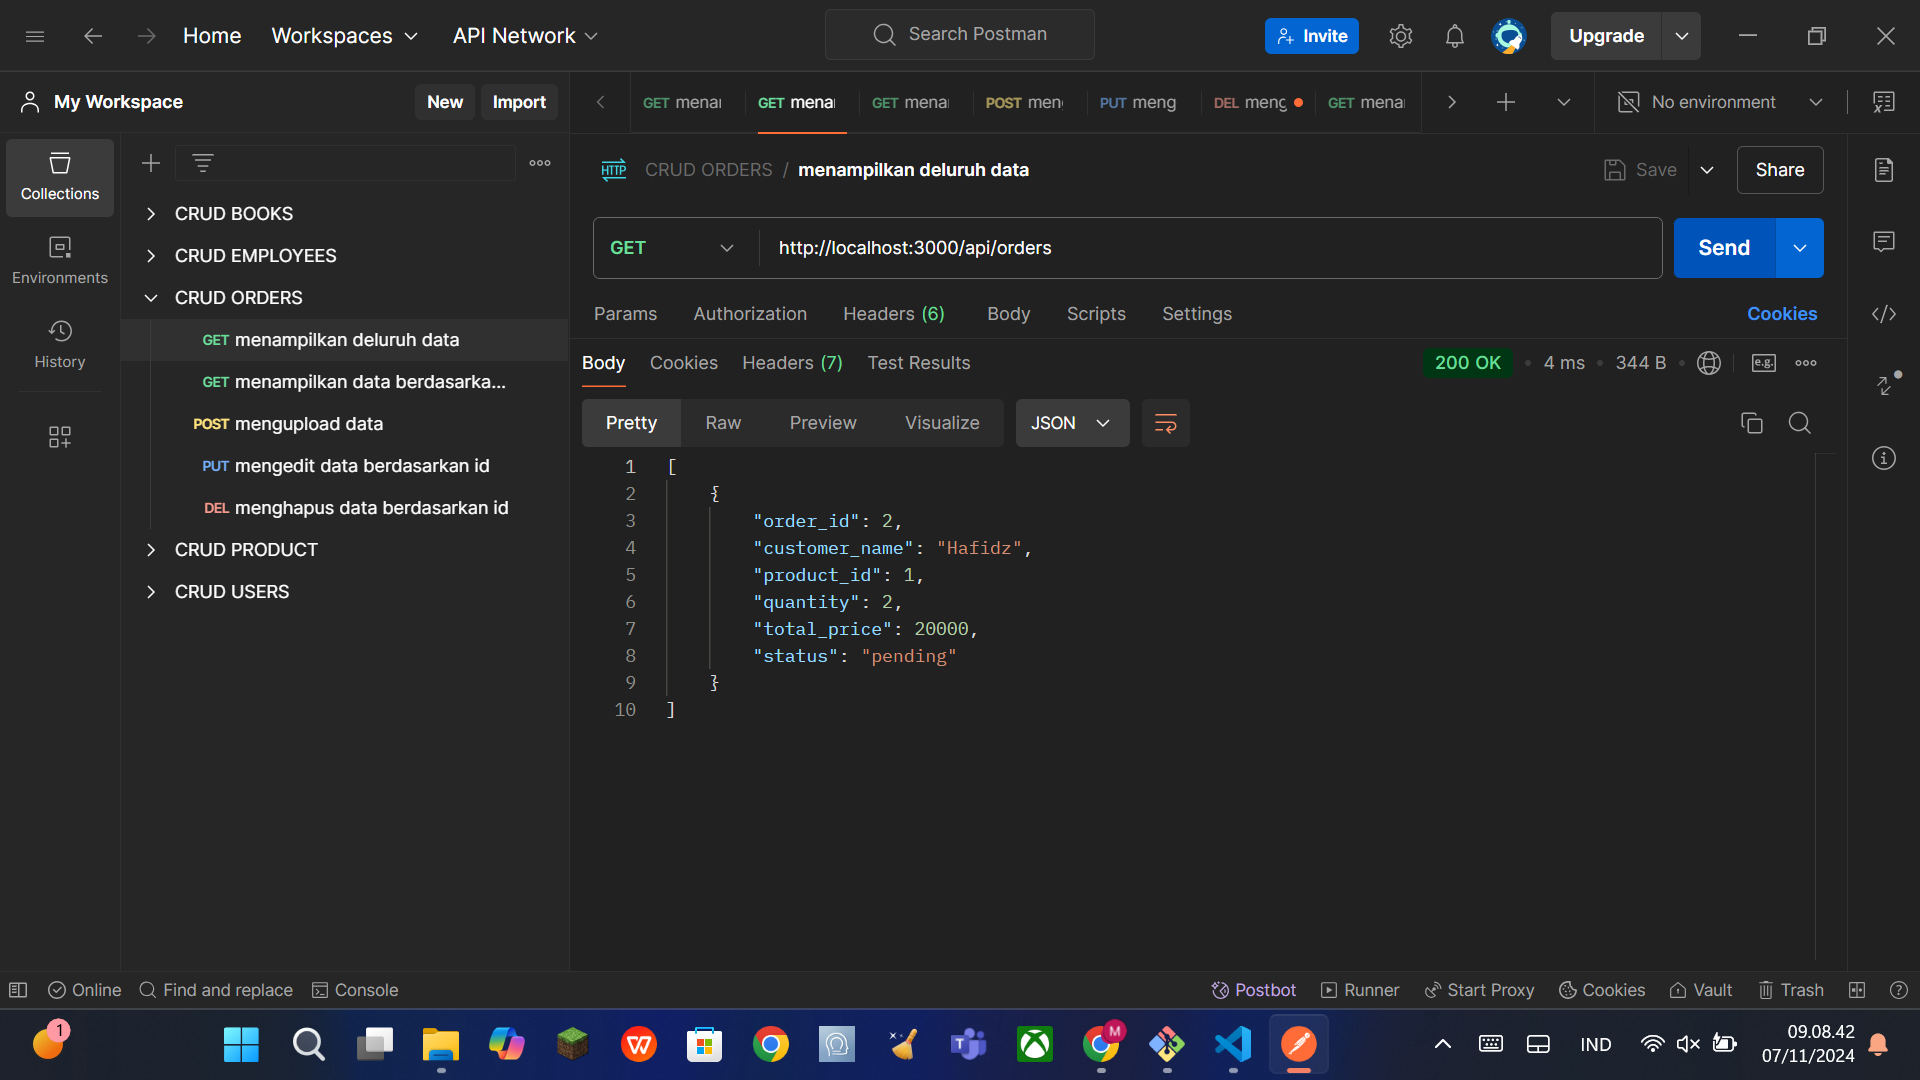 Home
Workspaces
API Network
Search Postman
Invite
Upgrade
My Workspace
New
Import
GET menai
GET menai
GET menai
POST men
PUT meng
DEL meng
GET menai
No environment
Collections
Environments
History
CRUD BOOKS
CRUD EMPLOYEES
CRUD ORDERS
GET menampilkan deluruh data
GET menampilkan data berdasarka...
POST mengupload data
PUT mengedit data berdasarkan id
DEL menghapus data berdasarkan id
CRUD PRODUCT
CRUD USERS
HTTP CRUD ORDERS / menampilkan deluruh data
Save
Share
GET
http://localhost:3000/api/orders
Send
Params
Authorization
Headers (6)
Body
Scripts
Settings
Cookies
Body
Cookies
Headers (7)
Test Results
200 OK
4 ms
344 B
e.g.
Pretty
Raw
Preview
Visualize
JSON
1 [
2 {
3 "order_id": 2,
4 "customer_name": "Hafidz",
5 "product_id": 1,
6 "quantity": 2,
7 "total_price": 20000,
8 "status": "pending"
9 }
10 ]
Online
Find and replace
Console
Postbot
Runner
Start Proxy
Cookies
Vault
Trash
1
M
IND
09.08.42
07/11/2024